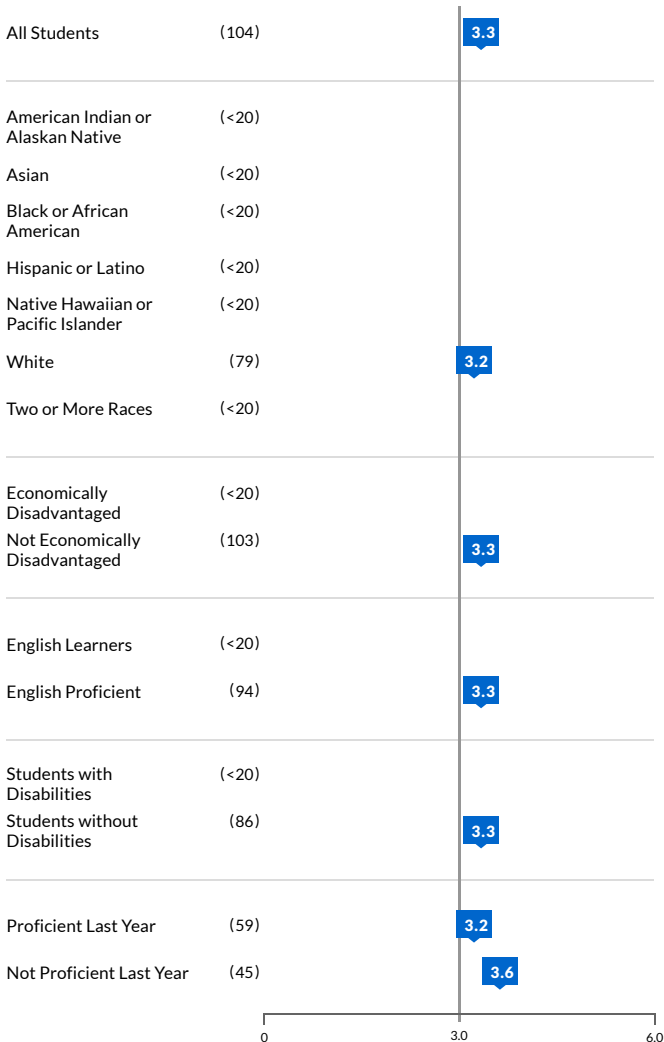 All Students (104) 3.3
American Indian or (<20)
Alaskan Native
Asian (<20)
Black or African (<20)
American
Hispanic or Latino (<20)
Native Hawaiian or (<20)
Pacific Islander
White (79) 3.2
Two or More Races (<20)
Economically (<20)
Disadvantaged
Not Economically (103) 3.3
Disadvantaged
English Learners (<20)
English Proficient (94) 3.3
Students with (<20)
Disabilities
Students without (86) 3.3
Disabilities
Proficient Last Year (59) 3.2
Not Proficient Last Year (45) 3.6
0 3.0 6.0